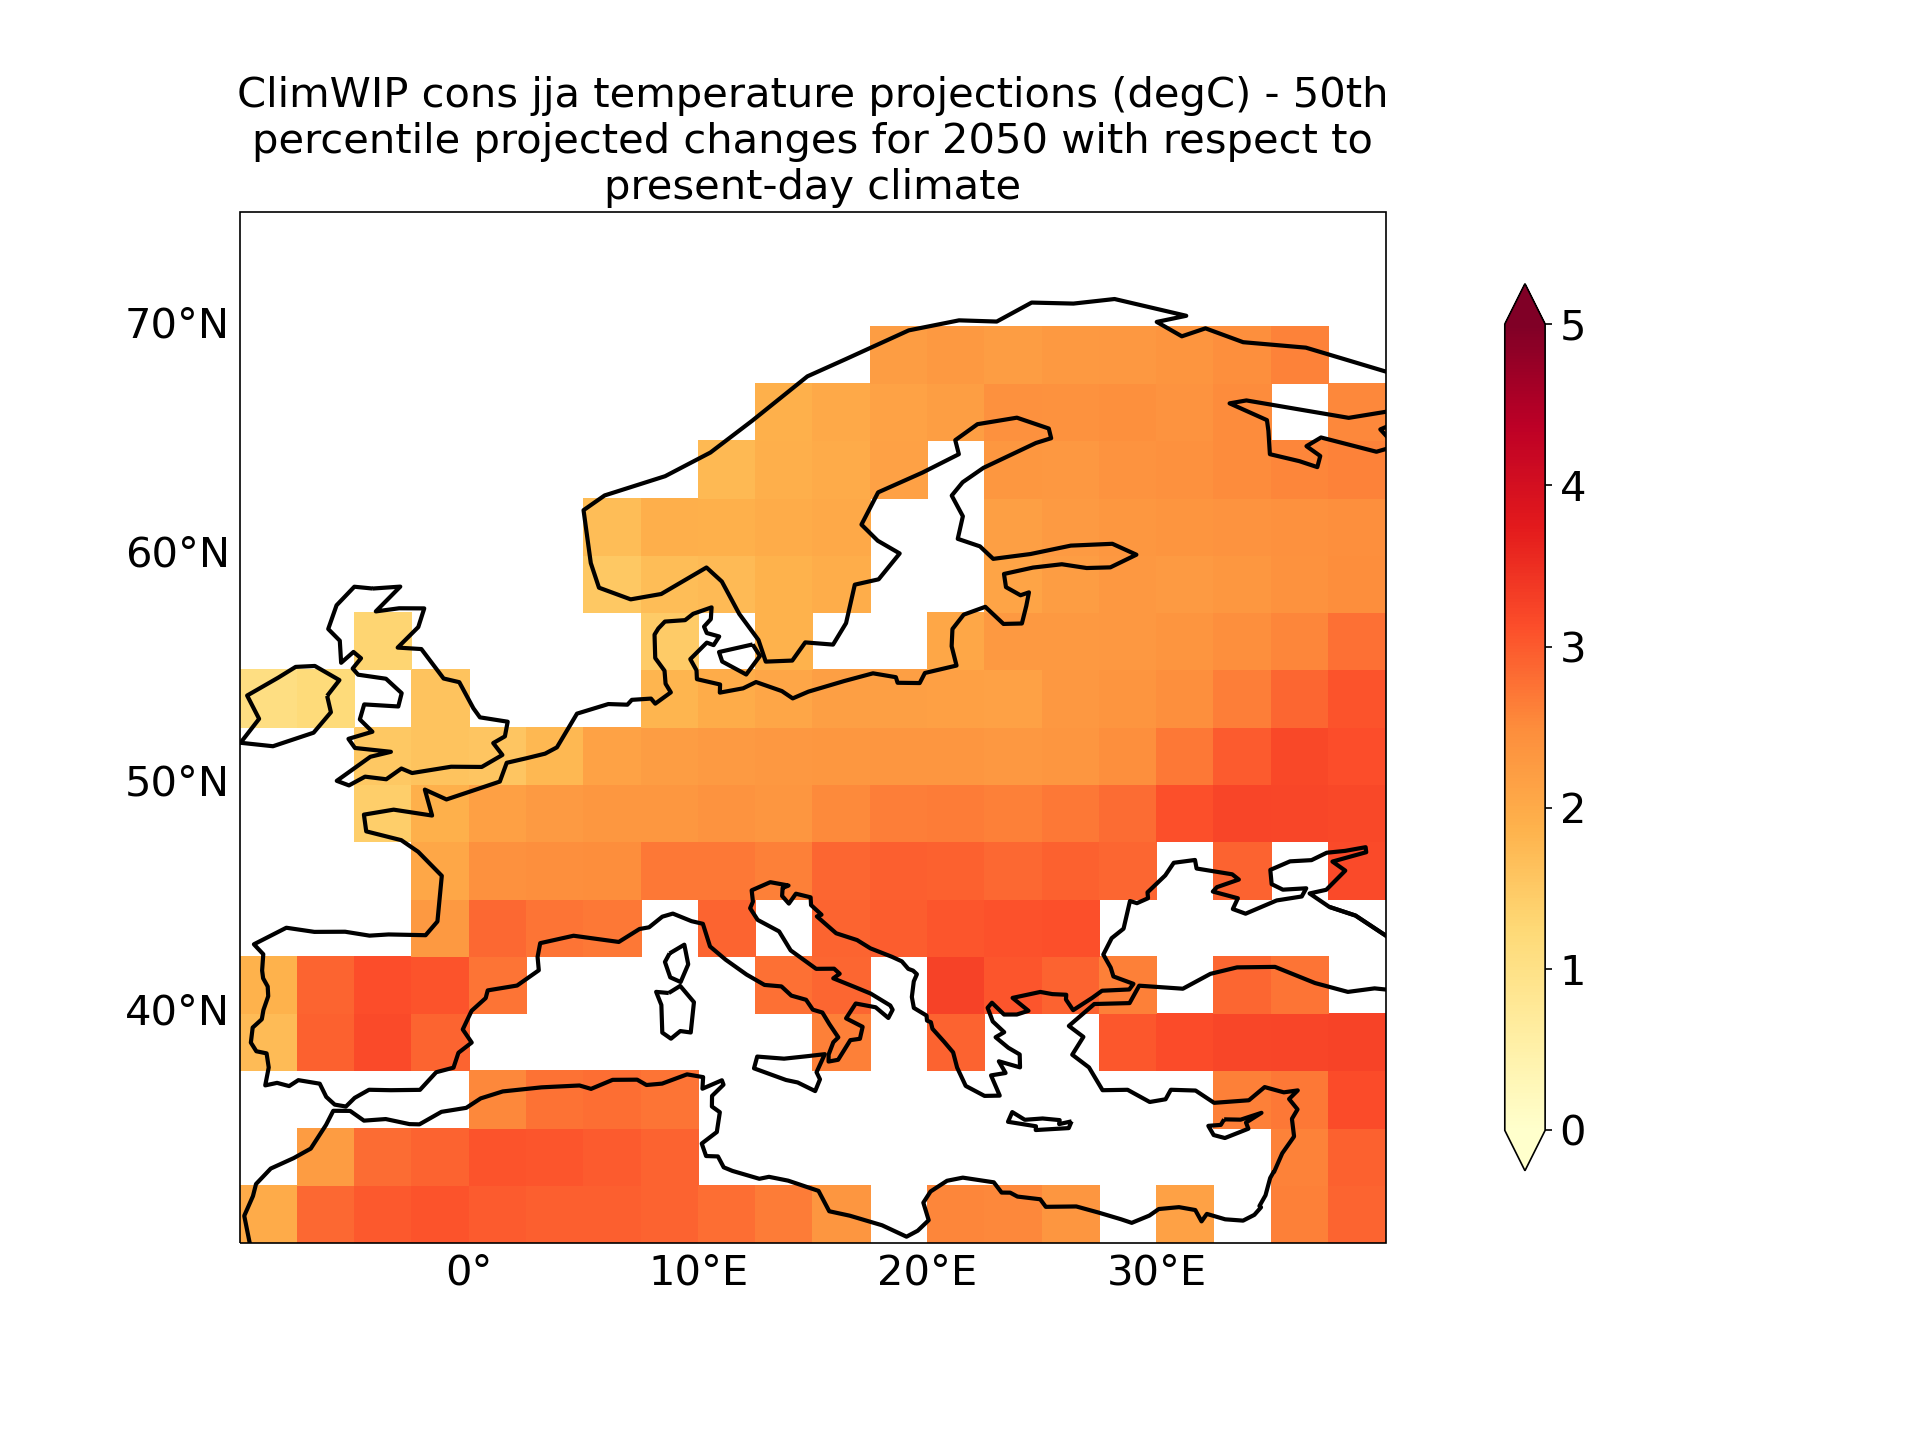 ClimWIP cons jja temperature projections (degC) - 50th
percentile projected changes for 2050 with respect to
present-day climate
70°N
60°N
50°N
40°N
0°
10°E
20°E
30°E
5
4
3
2
1
0